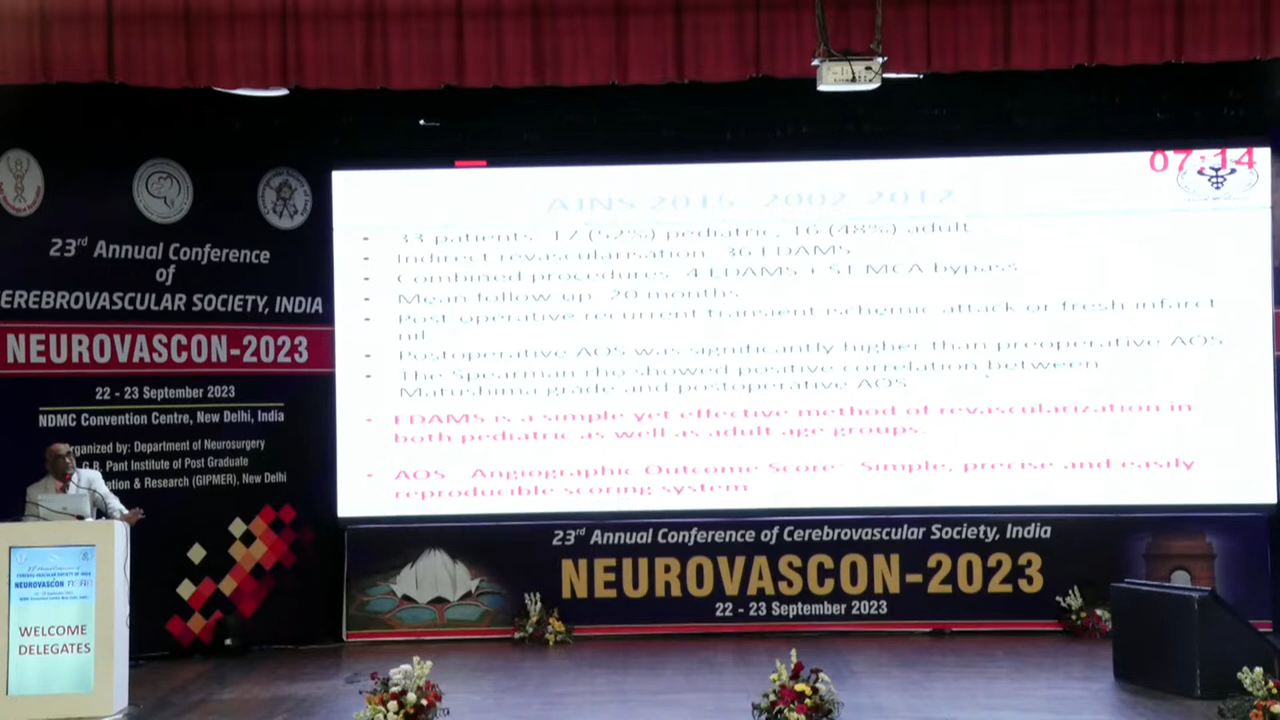 23rd Annual Conference
of
EREBROVASCULAR SOCIETY, INDIA
NEUROVASCON-2023
22 - 23 September 2023
NDMC Convention Centre, New Delhi, India
rganized by: Department of Neurosurgery
G.B. Pant Institute of Post Graduate
ation & Research (GIPMER), New Delhi
WELCOME
DELEGATES
07:14
AJNS 2015 2002 2012
- 33 patients 17 (52%) pediatric, 16 (48%) adult
- Indirect revascularisation 36 EDAMS
- Combined procedures 4 EDAMS + ST MCA bypass
- Mean follow up 20 months
- Post operative recurrent transient ischemic attack or fresh infarct
nil
- Postoperative AOS was significantly higher than preoperative AOS
- The Spearman rho showed positive correlation between
Matushima grade and postoperative AOS
- EDAMS is a simple yet effective method of revascularization in
both pediatric as well as adult age groups.
- AOS Angiographic Outcome Score: Simple, precise and easily
reproducible scoring system
23rd Annual Conference of Cerebrovascular Society, India
NEUROVASCON-2023
22 - 23 September 2023